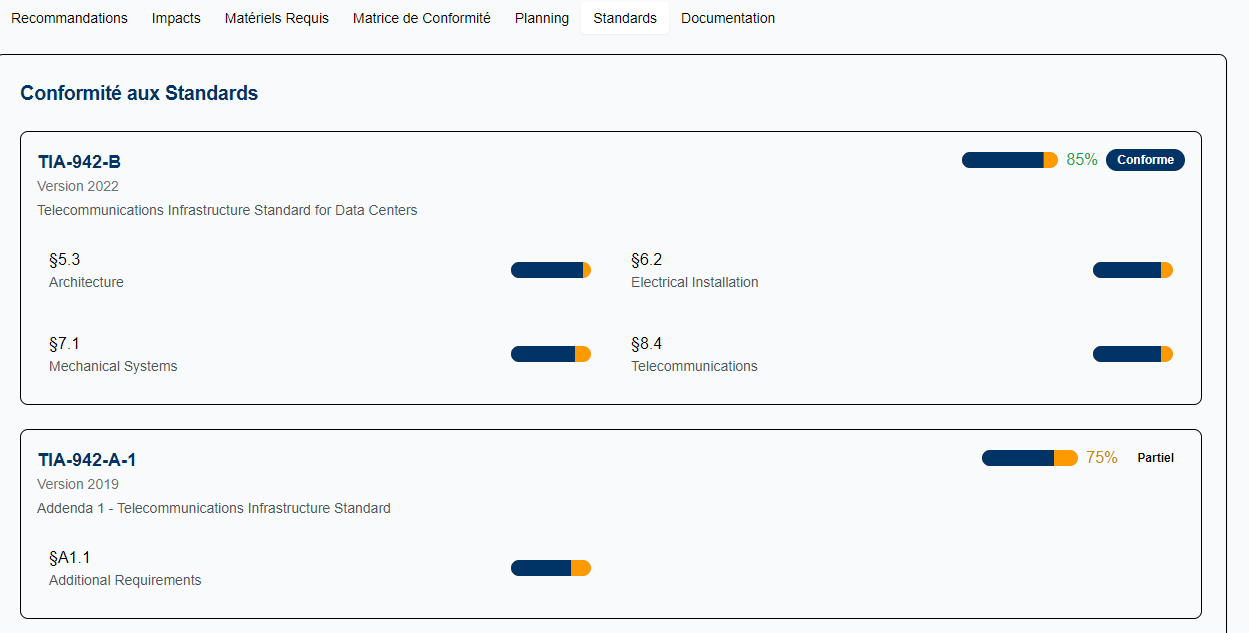 Recommandations Impacts Matériels Requis Matrice de Conformité Planning Standards Documentation
Conformité aux Standards
TIA-942-B 85% Conforme
Version 2022
Telecommunications Infrastructure Standard for Data Centers
§5.3 §6.2
Architecture Electrical Installation
§7.1 §8.4
Mechanical Systems Telecommunications
TIA-942-A-1 75% Partiel
Version 2019
Addenda 1 - Telecommunications Infrastructure Standard
§A1.1
Additional Requirements